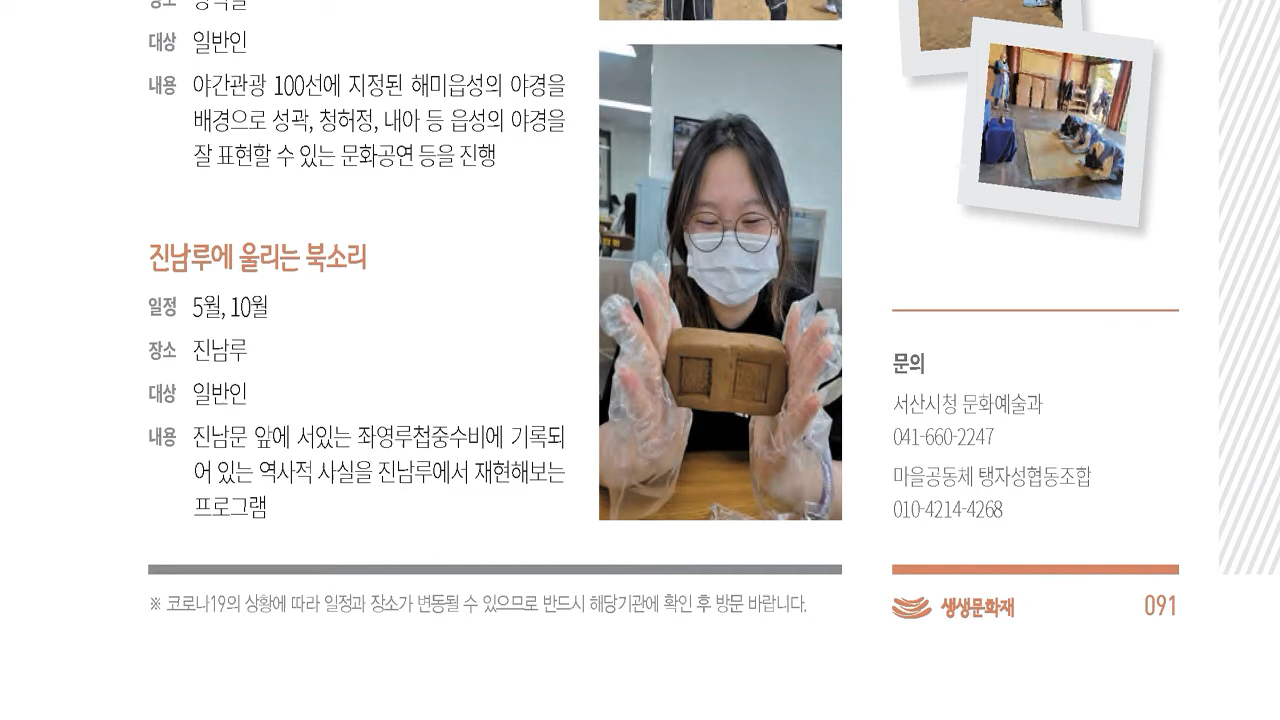 대상 일반인
내용 야간관광 100선에 지정된 해미읍성의 야경을
배경으로 성곽, 청허정, 내아 등 읍성의 야경을
잘 표현할 수 있는 문화공연 등을 진행
진남루에 울리는 북소리
일정 5월, 10월
장소 진남루
대상 일반인
내용 진남문 앞에 서있는 좌영루첩중수비에 기록되
어 있는 역사적 사실을 진남루에서 재현해보는
프로그램
※ 코로나19의 상황에 따라 일정과 장소가 변동될 수 있으므로 반드시 해당기관에 확인 후 방문 바랍니다.
문의
서산시청 문화예술과
041-660-2247
마을공동체 탱자성협동조합
010-4214-4268
생생문화재
091